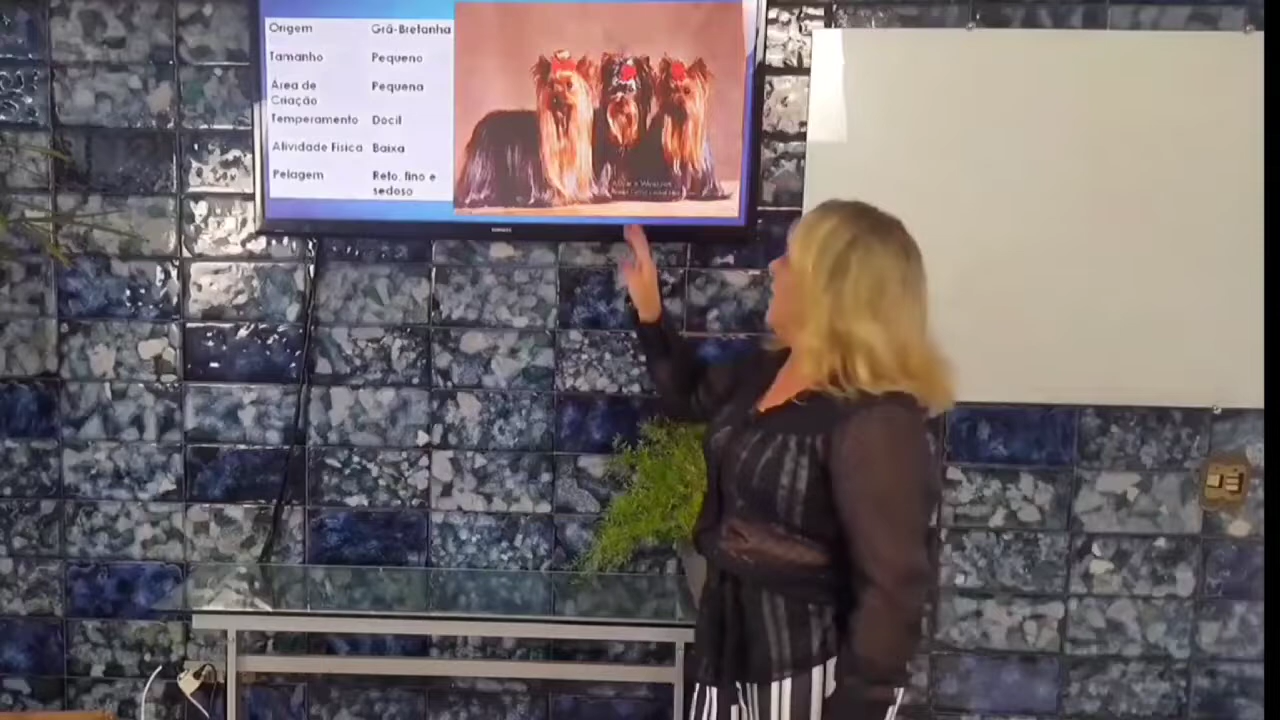 Origem Grã-Bretanha
Tamanho Pequeno
Área de Criação Pequena
Temperamento Dócil
Atividade Física Baixa
Pelagem Reto, fino e sedoso